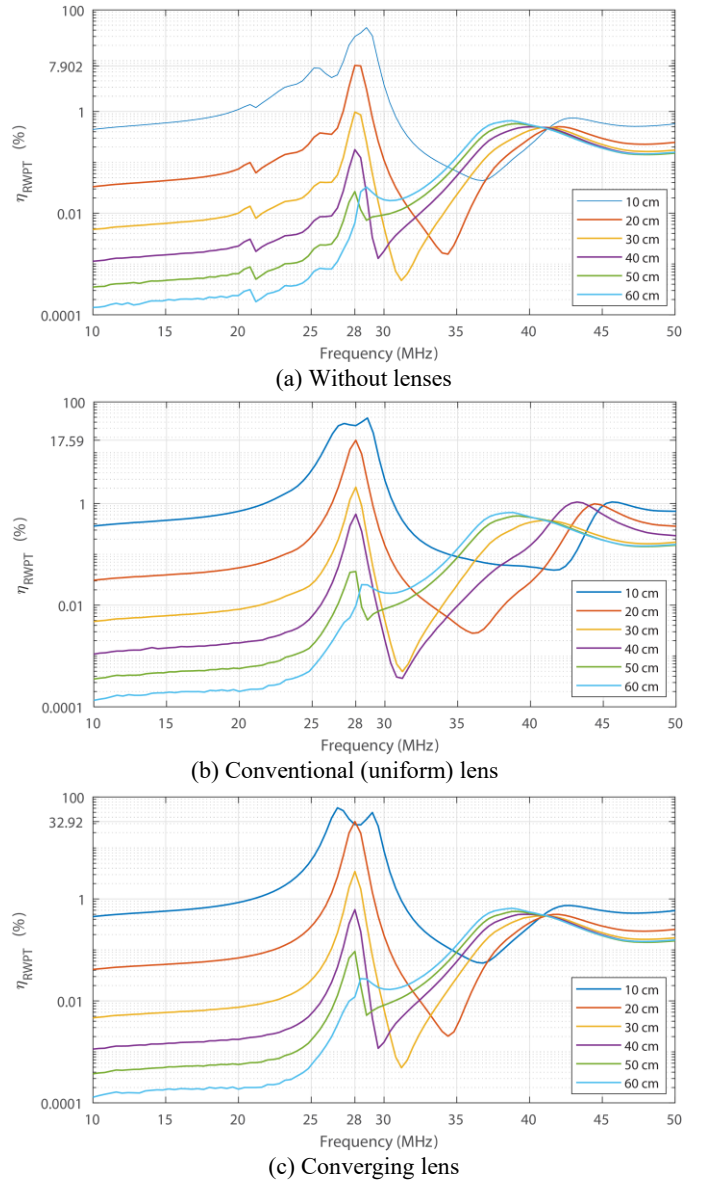 100
7.902
1
0.01
0.0001
η_RWPT (%)
10 15 20 25 28 30 35 40 45 50
Frequency (MHz)
10 cm
20 cm
30 cm
40 cm
50 cm
60 cm
(a) Without lenses
100
17.59
1
0.01
0.0001
η_RWPT (%)
10 15 20 25 28 30 35 40 45 50
Frequency (MHz)
10 cm
20 cm
30 cm
40 cm
50 cm
60 cm
(b) Conventional (uniform) lens
100
32.92
1
0.01
0.0001
η_RWPT (%)
10 15 20 25 28 30 35 40 45 50
Frequency (MHz)
10 cm
20 cm
30 cm
40 cm
50 cm
60 cm
(c) Converging lens